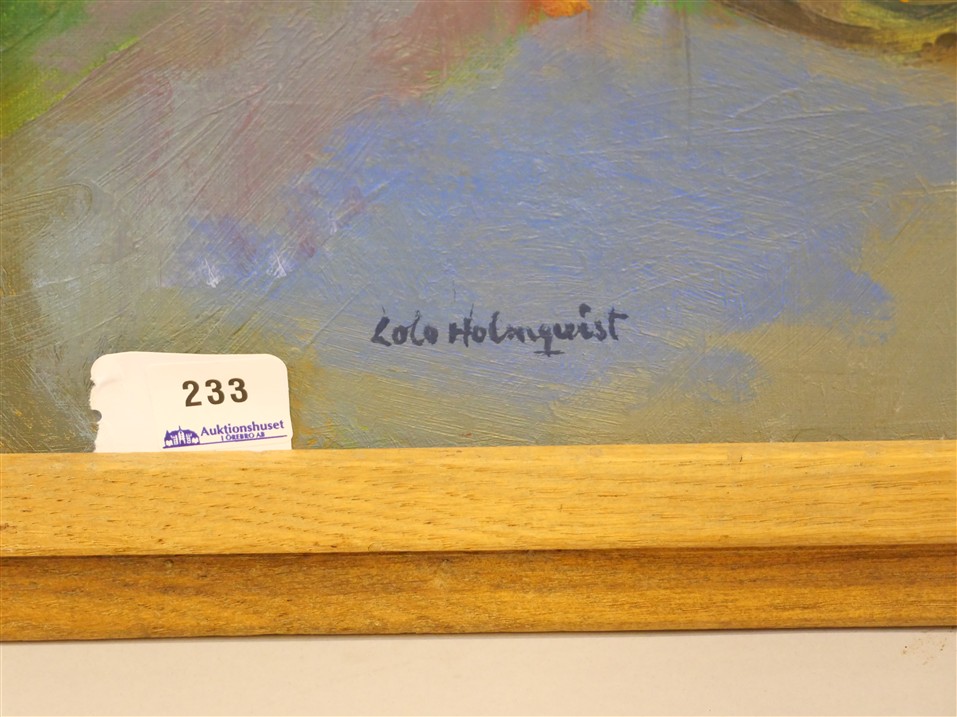 Lolo Holmquist
233
Auktionshuset
I ÖREBRO AB